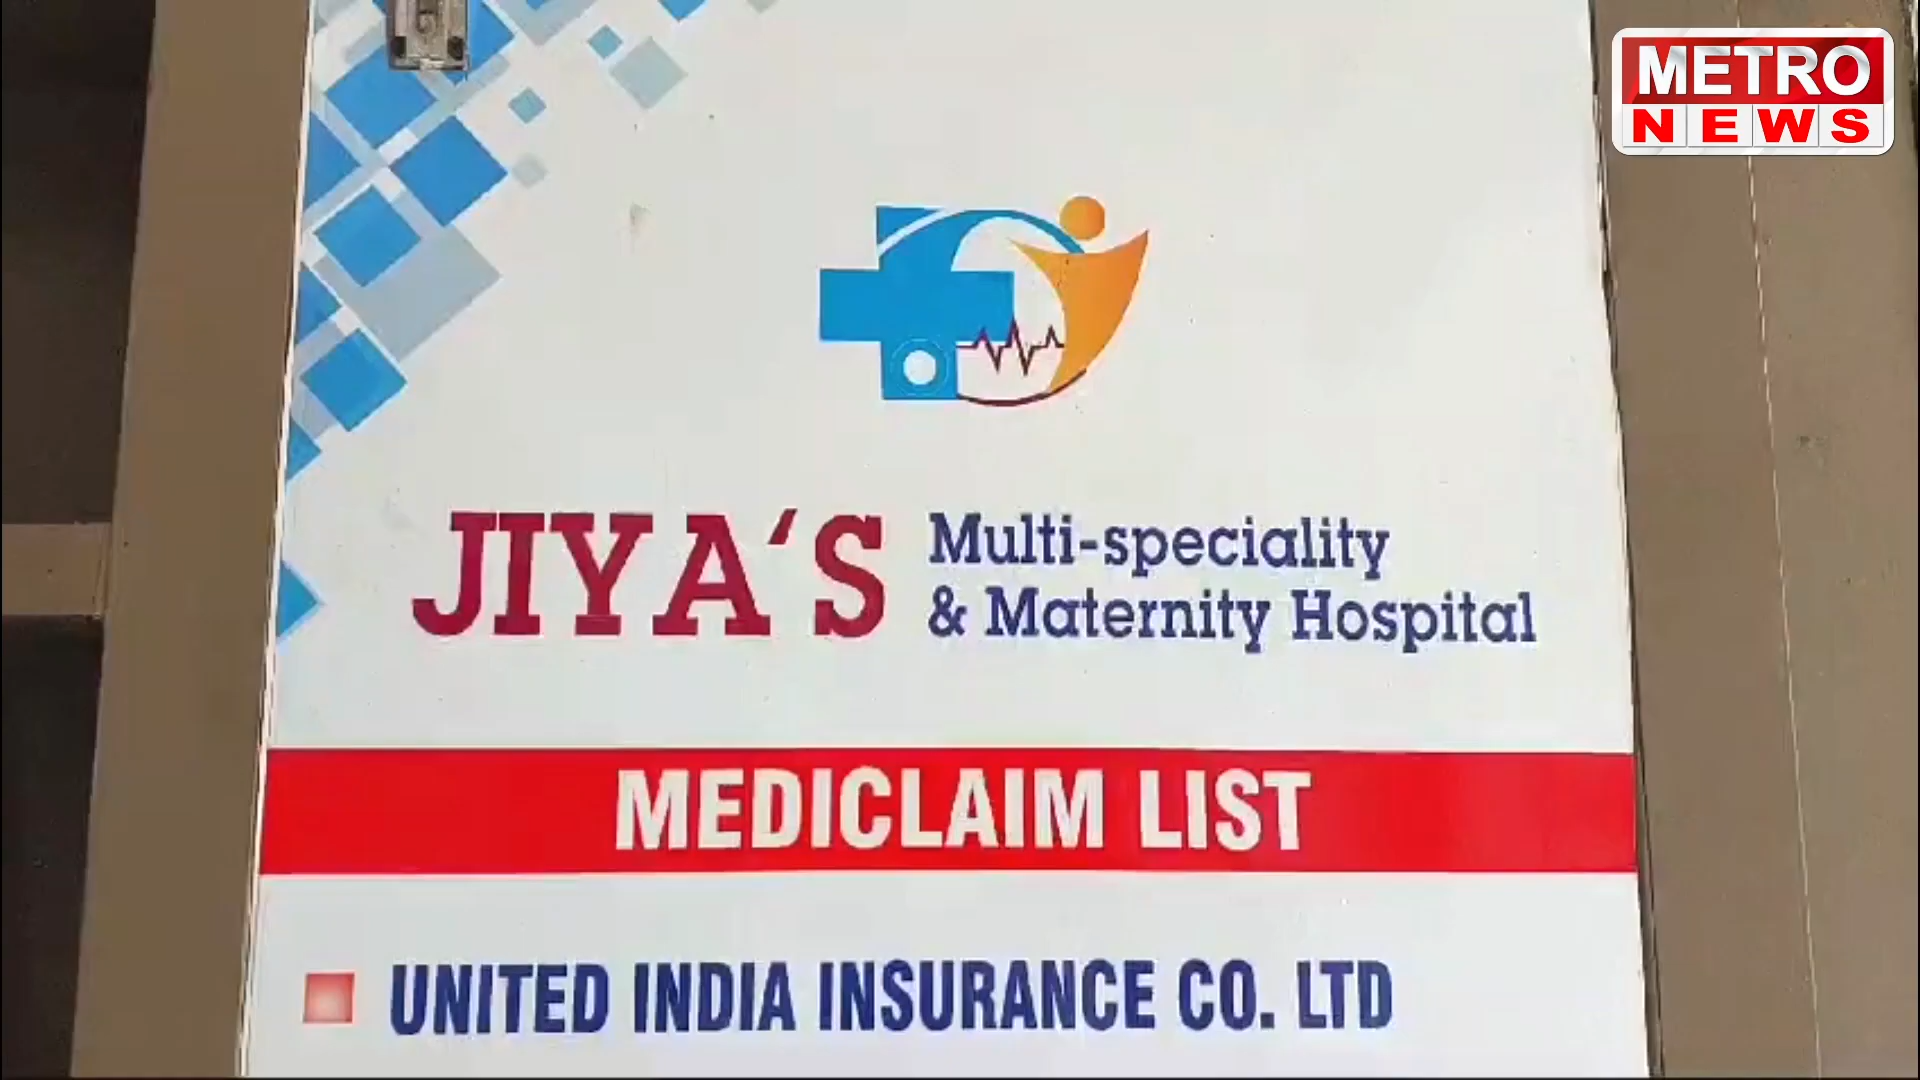 METRO
NEWS
JIYA'S Multi-speciality
& Maternity Hospital
MEDICLAIM LIST
UNITED INDIA INSURANCE CO. LTD